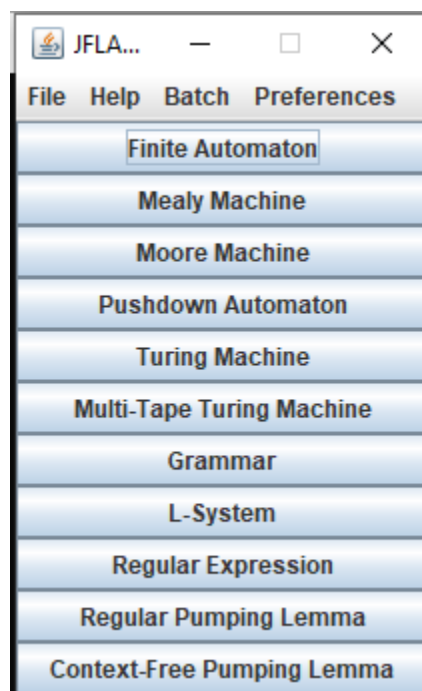 JFLA...
File Help Batch Preferences
Finite Automaton
Mealy Machine
Moore Machine
Pushdown Automaton
Turing Machine
Multi-Tape Turing Machine
Grammar
L-System
Regular Expression
Regular Pumping Lemma
Context-Free Pumping Lemma